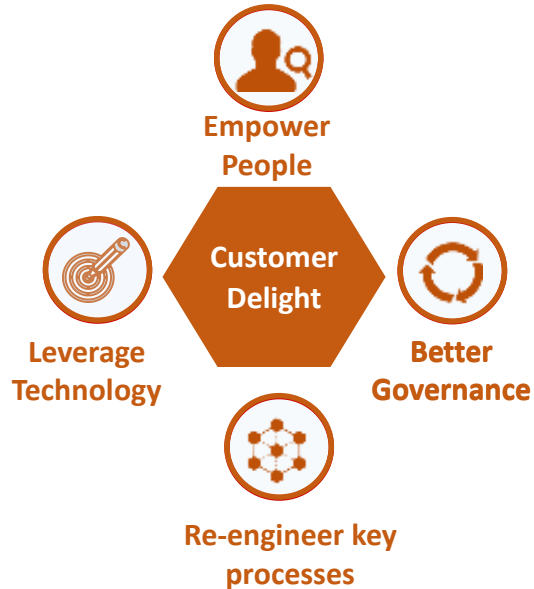 Empower
People
Customer
Delight
Leverage
Technology
Better
Governance
Re-engineer key
processes